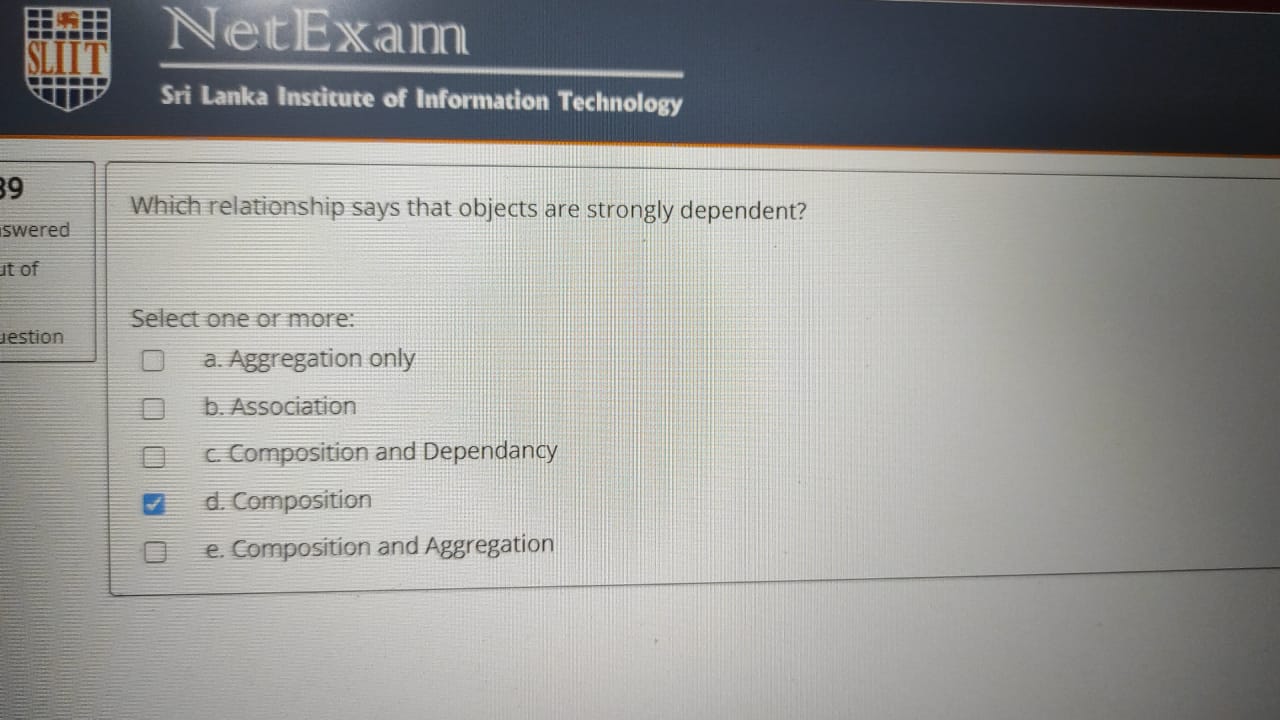 SLIIT
NetExam
Sri Lanka Institute of Information Technology
39
swered
ut of
uestion
Which relationship says that objects are strongly dependent?
Select one or more:
a. Aggregation only
b. Association
c. Composition and Dependancy
d. Composition
e. Composition and Aggregation